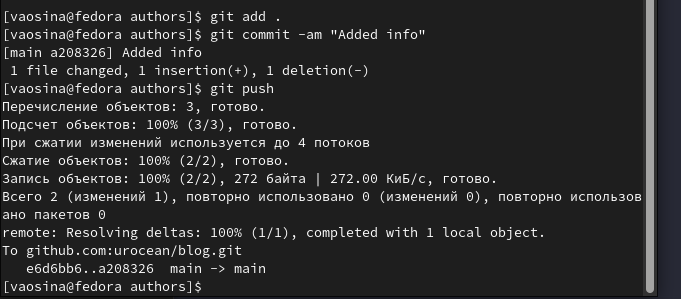 [vaosina@fedora authors]$ git add .
[vaosina@fedora authors]$ git commit -am "Added info"
[main a208326] Added info
 1 file changed, 1 insertion(+), 1 deletion(-)
[vaosina@fedora authors]$ git push
Перечисление объектов: 3, готово.
Подсчет объектов: 100% (3/3), готово.
При сжатии изменений используется до 4 потоков
Сжатие объектов: 100% (2/2), готово.
Запись объектов: 100% (2/2), 272 байта | 272.00 КиБ/с, готово.
Всего 2 (изменений 1), повторно использовано 0 (изменений 0), повторно использов
ано пакетов 0
remote: Resolving deltas: 100% (1/1), completed with 1 local object.
To github.com:urocean/blog.git
   e6d6bb6..a208326  main -> main
[vaosina@fedora authors]$